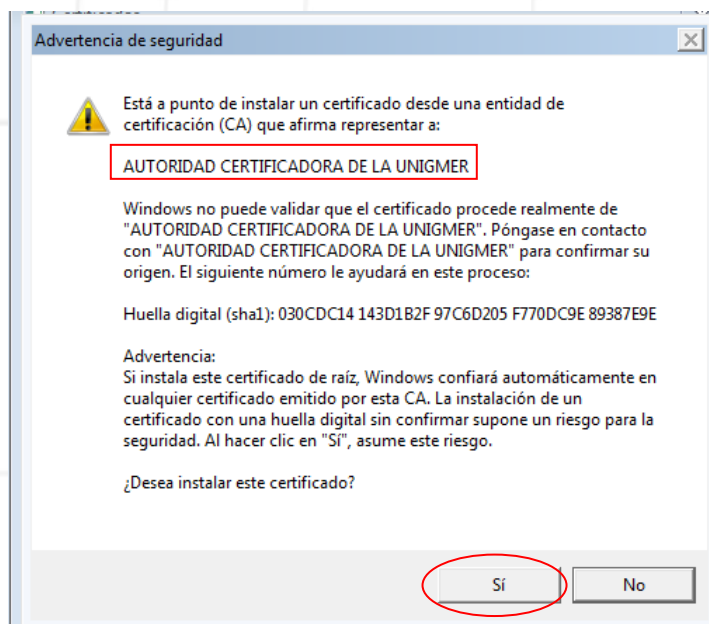 Advertencia de seguridad
Está a punto de instalar un certificado desde una entidad de
certificación (CA) que afirma representar a:
AUTORIDAD CERTIFICADORA DE LA UNIGMER
Windows no puede validar que el certificado procede realmente de
"AUTORIDAD CERTIFICADORA DE LA UNIGMER". Póngase en contacto
con "AUTORIDAD CERTIFICADORA DE LA UNIGMER" para confirmar su
origen. El siguiente número le ayudará en este proceso:
Huella digital (sha1): 030CDC14 143D1B2F 97C6D205 F770DC9E 89387E9E
Advertencia:
Si instala este certificado de raíz, Windows confiará automáticamente en
cualquier certificado emitido por esta CA. La instalación de un
certificado con una huella digital sin confirmar supone un riesgo para la
seguridad. Al hacer clic en "Sí", asume este riesgo.
¿Desea instalar este certificado?
Sí No